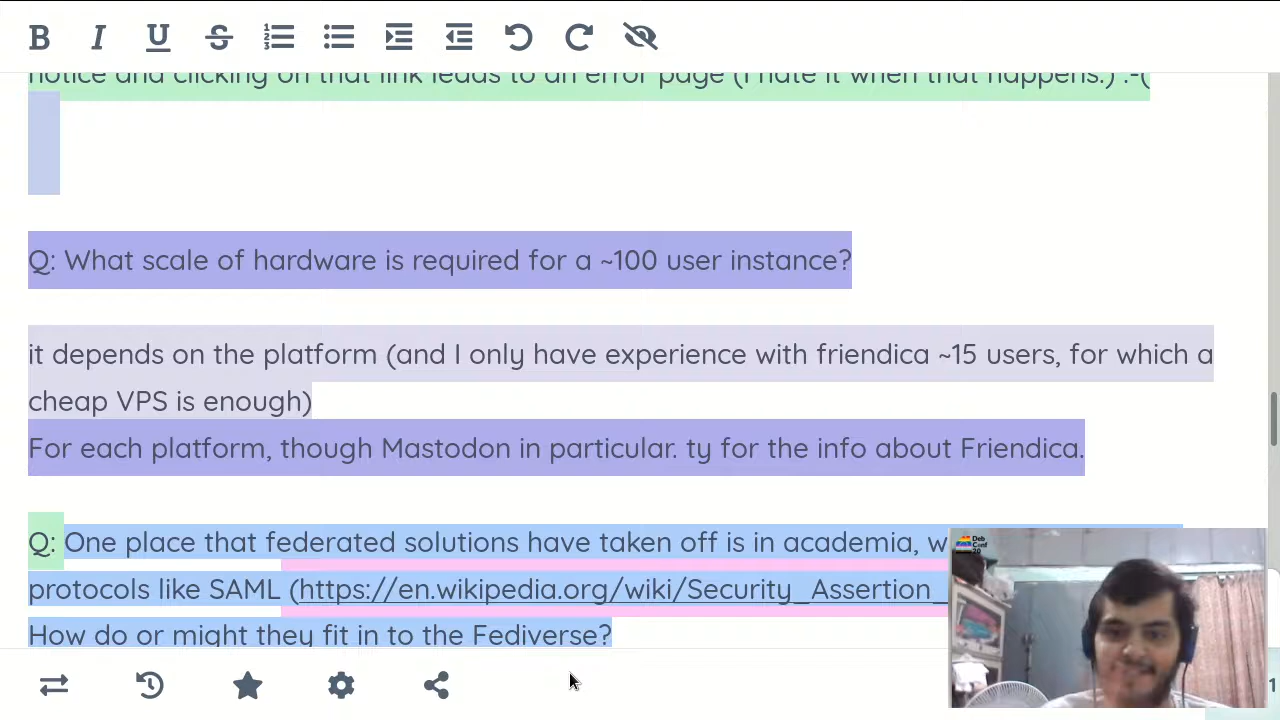 B I U S
notice and clicking on that link leads to an error page (I hate it when that happens.) :-(
Q: What scale of hardware is required for a ~100 user instance?
it depends on the platform (and I only have experience with friendica ~15 users, for which a
cheap VPS is enough)
For each platform, though Mastodon in particular. ty for the info about Friendica.
Q: One place that federated solutions have taken off is in academia, w
protocols like SAML (https://en.wikipedia.org/wiki/Security_Assertion_
How do or might they fit in to the Fediverse?
Deb
Conf
20
1